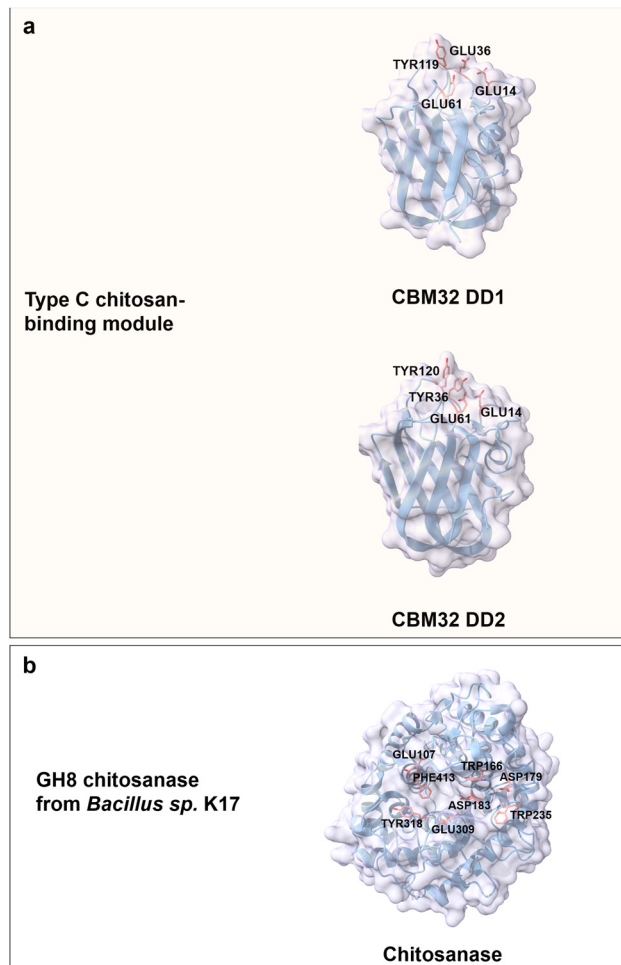 a
TYR119
GLU36
GLU61
GLU14
CBM32 DD1
Type C chitosan-
binding module
TYR120
TYR36
GLU61
GLU14
CBM32 DD2
b
GH8 chitosanase
from Bacillus sp. K17
GLU107
PHE413
TRP166
ASP179
ASP183
TRP235
TYR318
GLU309
Chitosanase